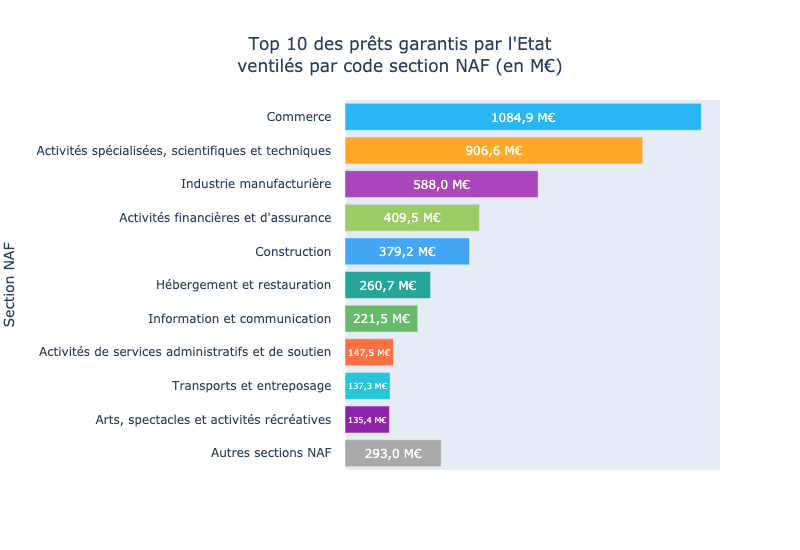 Top 10 des prêts garantis par l'Etat
ventilés par code section NAF (en M€)
Section NAF
Commerce 1084,9 M€
Activités spécialisées, scientifiques et techniques 906,6 M€
Industrie manufacturière 588,0 M€
Activités financières et d'assurance 409,5 M€
Construction 379,2 M€
Hébergement et restauration 260,7 M€
Information et communication 221,5 M€
Activités de services administratifs et de soutien 147,5 M€
Transports et entreposage 137,3 M€
Arts, spectacles et activités récréatives 135,4 M€
Autres sections NAF 293,0 M€